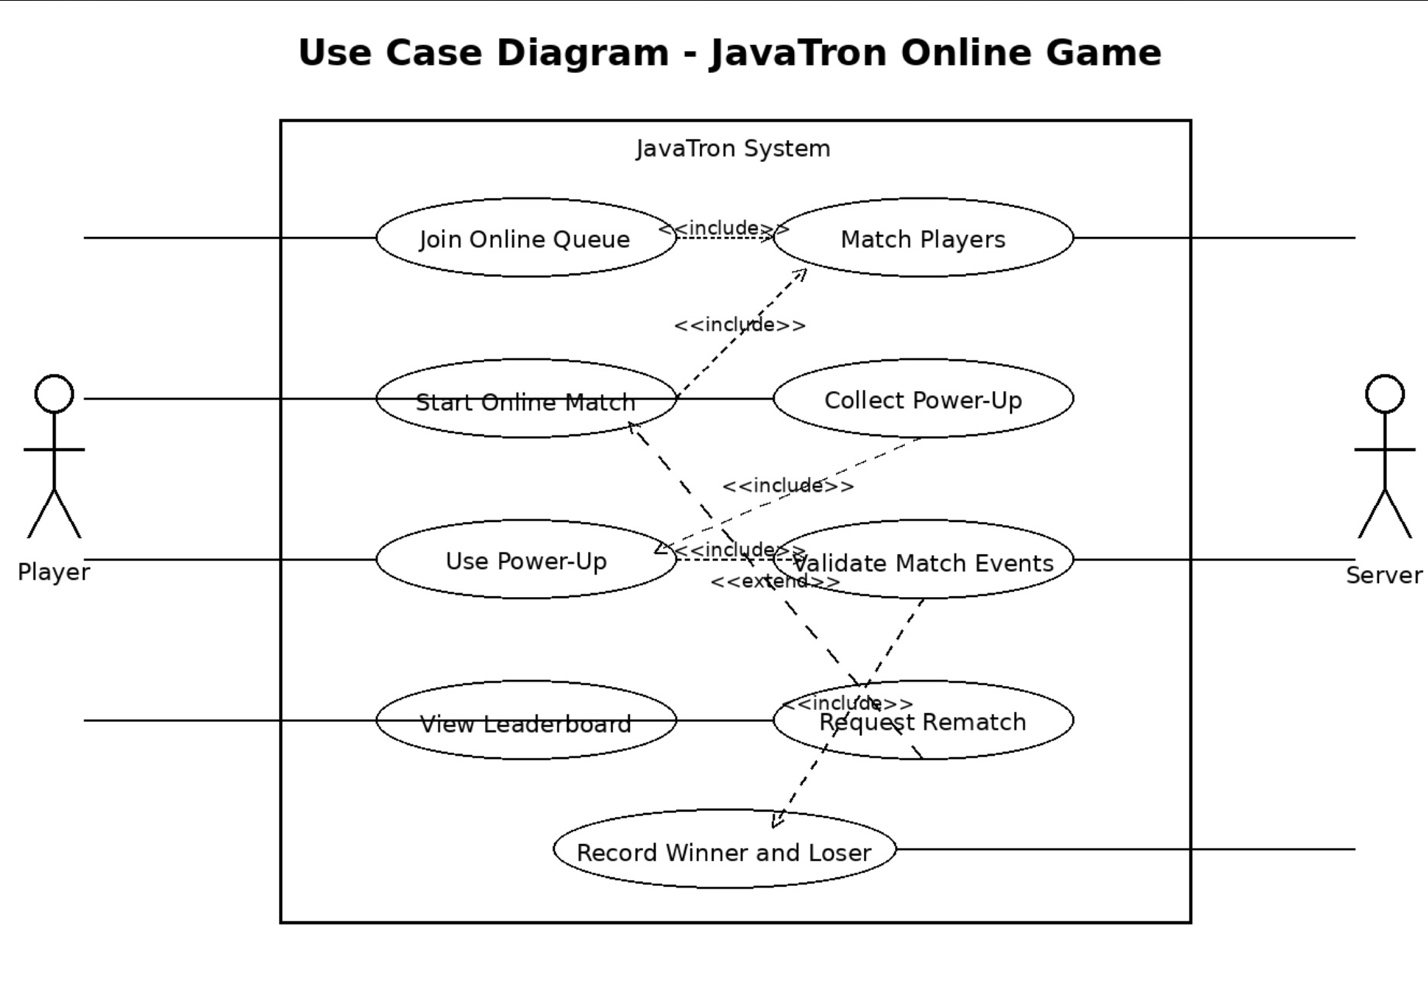 Use Case Diagram - JavaTron Online Game
JavaTron System
Join Online Queue
<<include>>
Match Players
<<include>>
Start Online Match
Collect Power-Up
<<include>>
Use Power-Up
<<include>>
Validate Match Events
<<extend>>
Player
Server
View Leaderboard
<<include>>
Request Rematch
Record Winner and Loser